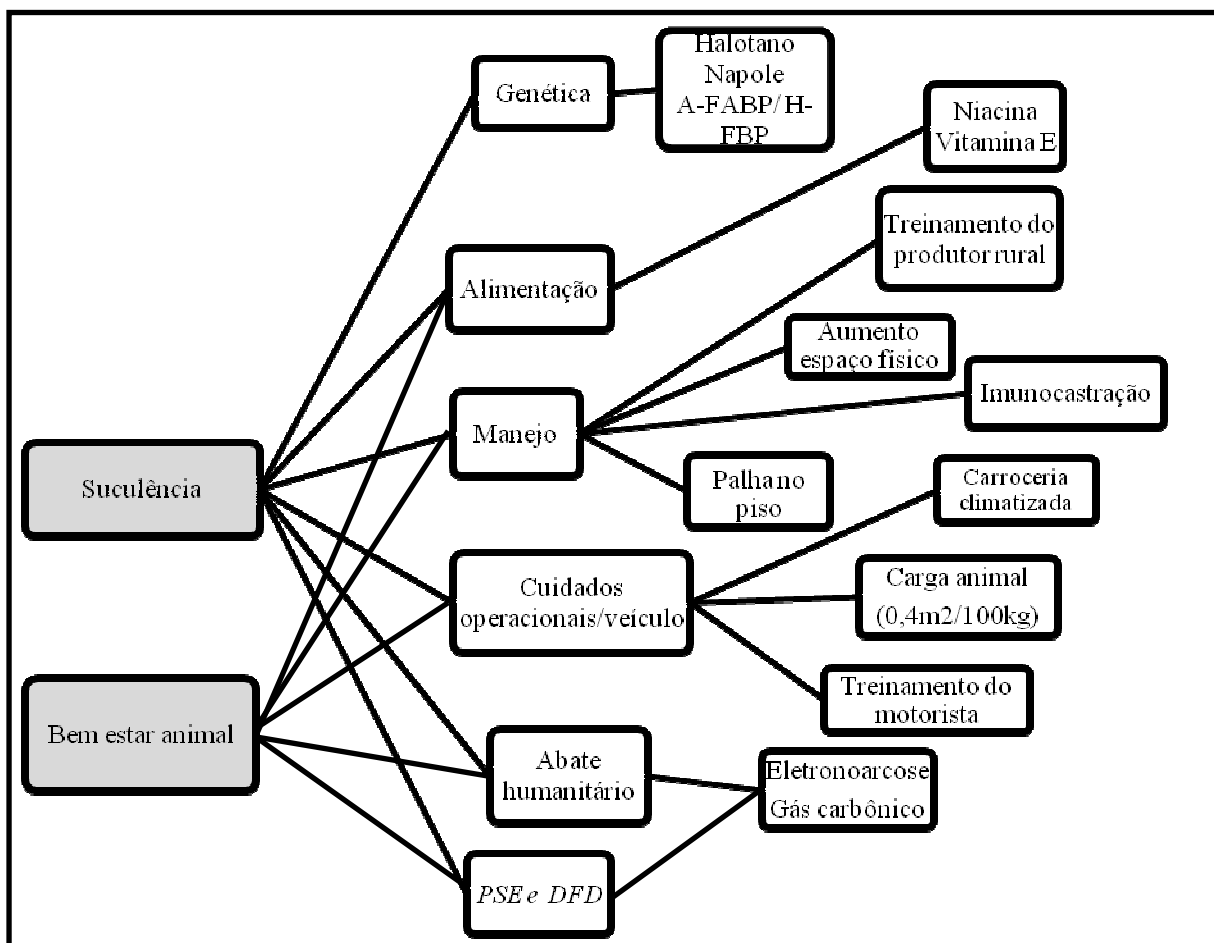 Halotano
Napole
A-FABP/ H-
FBP
Genética
Niacina
Vitamina E
Treinamento do
produtor rural
Alimentação
Aumento
espaço físico
Imunocastração
Manejo
Suculência
Palha no
piso
Carroceria
climatizada
Cuidados
operacionais/veículo
Carga animal
(0,4m2/100kg)
Treinamento do
motorista
Bem estar animal
Abate
humanitário
Eletronoarcose
Gás carbônico
PSE e DFD